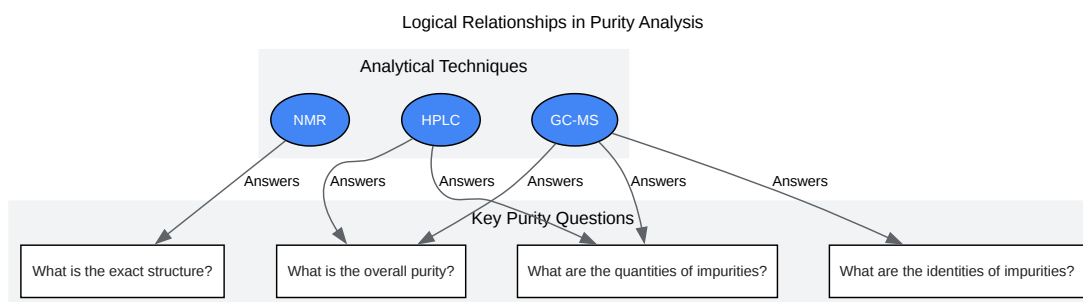 Logical Relationships in Purity Analysis
Analytical Techniques
NMR
HPLC
GC-MS
Answers
Answers
Answers
Answers
Answers
Answers
Key Purity Questions
What is the exact structure?
What is the overall purity?
What are the quantities of impurities?
What are the identities of impurities?